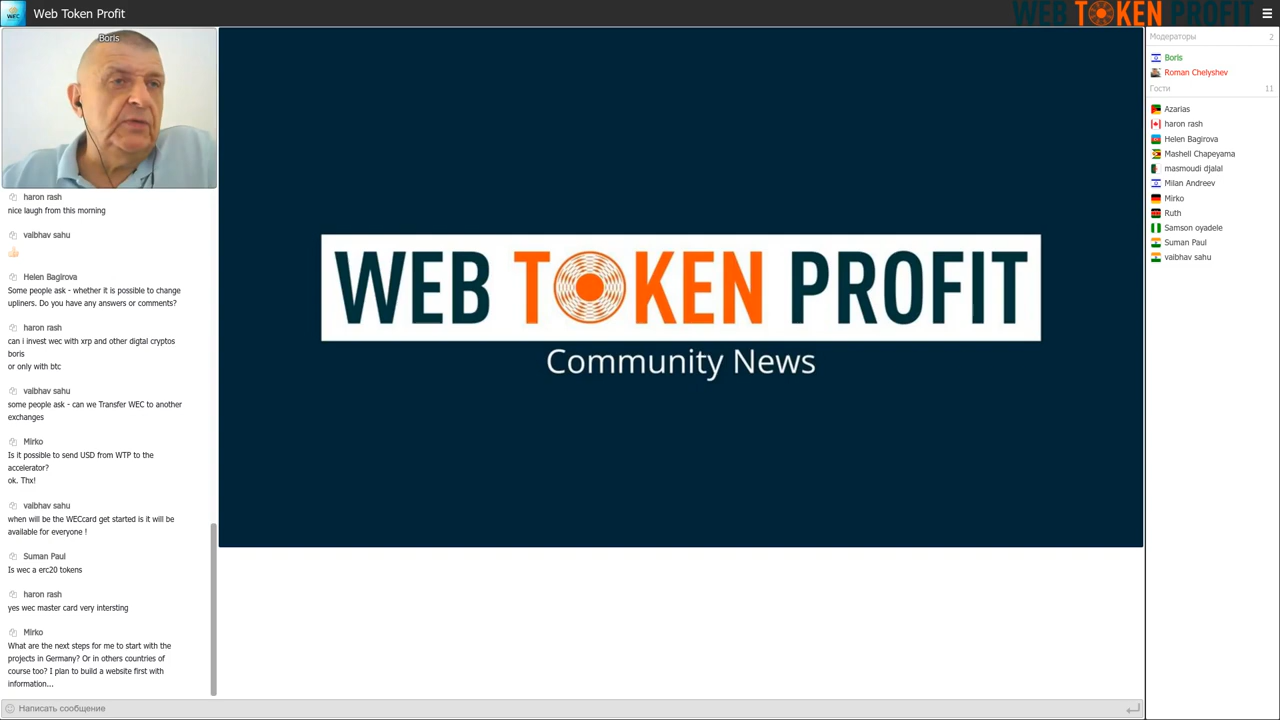 WEC
Web Token Profit
WEB TOKEN PROFIT
Boris
haron rash
nice laugh from this morning
vaibhav sahu
Helen Bagirova
Some people ask - whether it is possible to change
upliners. Do you have any answers or comments?
haron rash
can i invest wec with xrp and other digtal cryptos
boris
or only with btc
vaibhav sahu
some people ask - can we Transfer WEC to another
exchanges
Mirko
Is it possible to send USD from WTP to the
accelerator?
ok. Thx!
vaibhav sahu
when will be the WECcard get started is it will be
available for everyone !
Suman Paul
Is wec a erc20 tokens
haron rash
yes wec master card very intersting
Mirko
What are the next steps for me to start with the
projects in Germany? Or in others countries of
course too? I plan to build a website first with
information...
WEB TOKEN PROFIT
Community News
Модераторы 2
Boris
Roman Chelyshev
Гости 11
Azarias
haron rash
Helen Bagirova
Mashell Chapeyama
masmoudi djalal
Milan Andreev
Mirko
Ruth
Samson oyadele
Suman Paul
vaibhav sahu
Написать сообщение